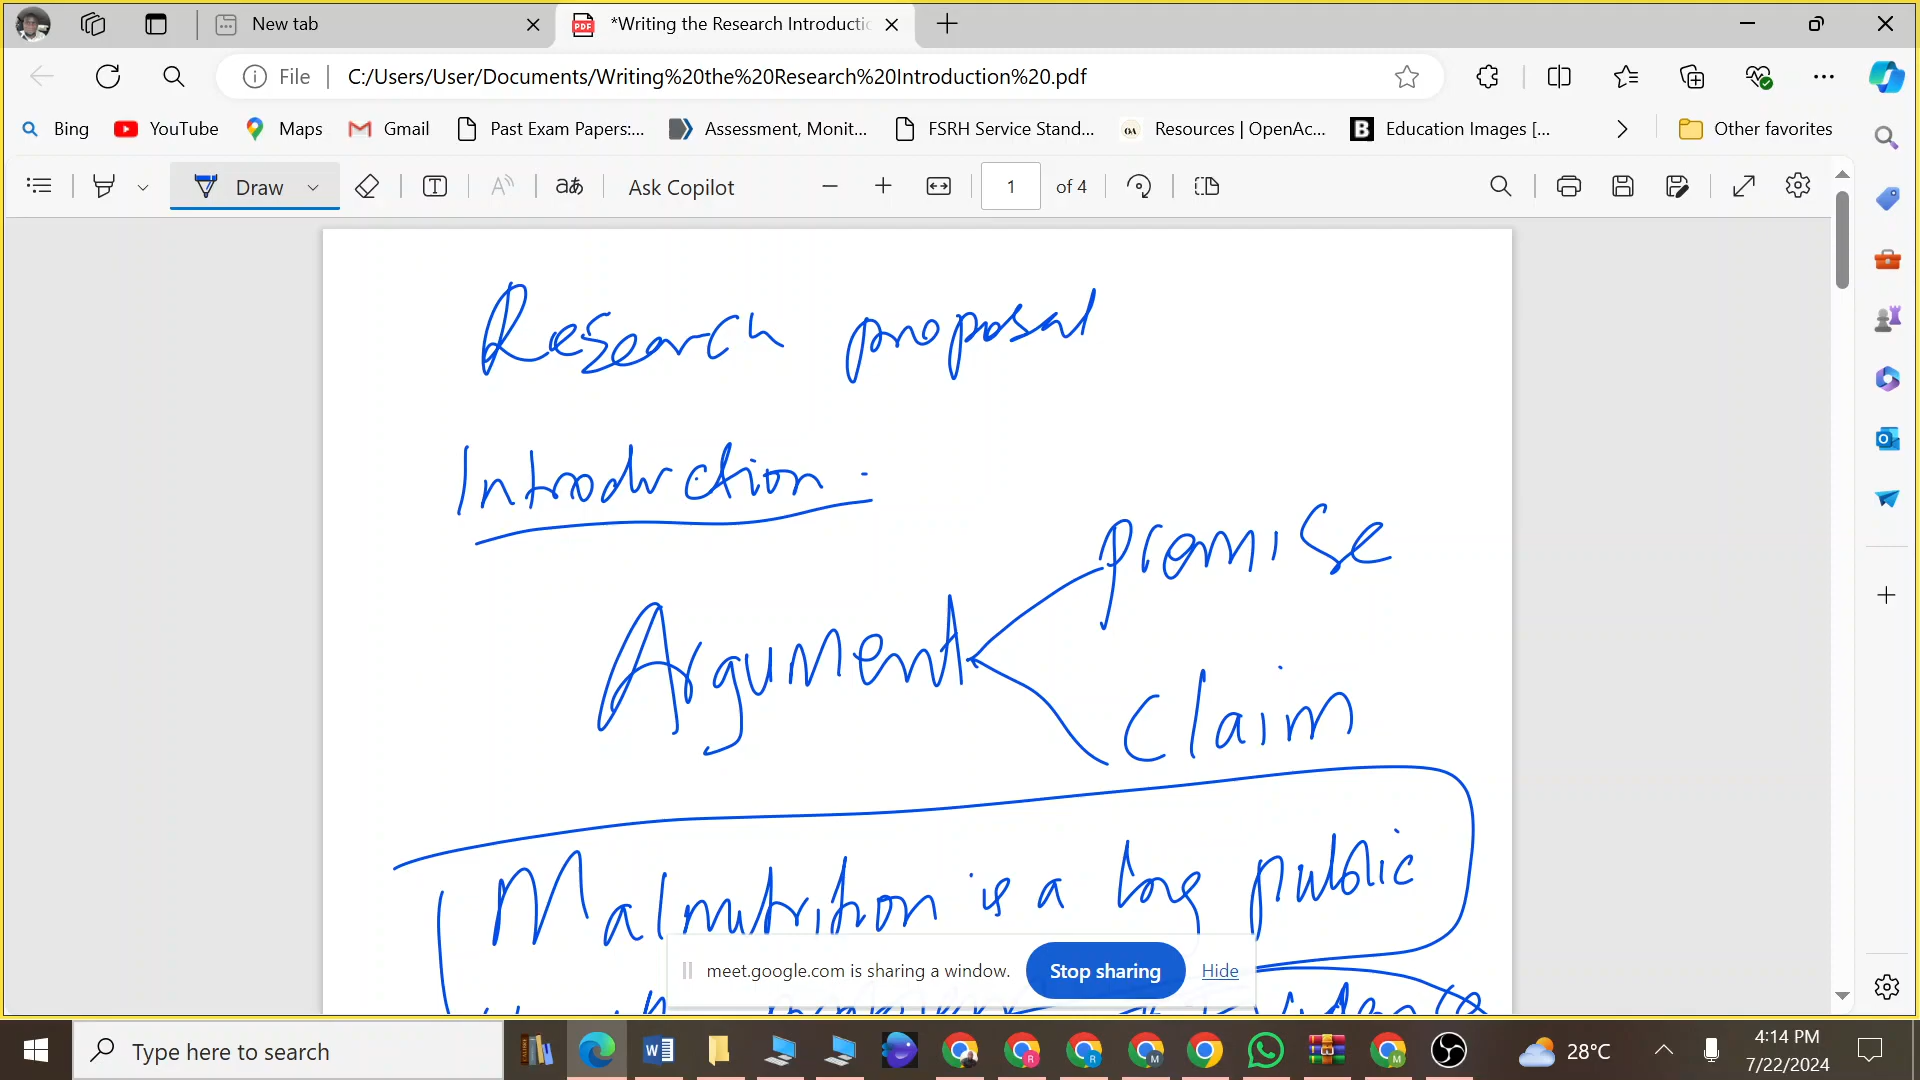 New tab
*Writing the Research Introductic
File
C:/Users/User/Documents/Writing%20the%20Research%20Introduction%20.pdf
Bing YouTube Maps Gmail Past Exam Papers:... Assessment, Monit... FSRH Service Stand... Resources | OpenAc... Education Images [... Other favorites
Draw Ask Copilot 1 of 4
Research proposal
Introduction
Argument
premise
Claim
Malnutrition is a public
meet.google.com is sharing a window. Stop sharing Hide
Type here to search
28°C
4:14 PM
7/22/2024